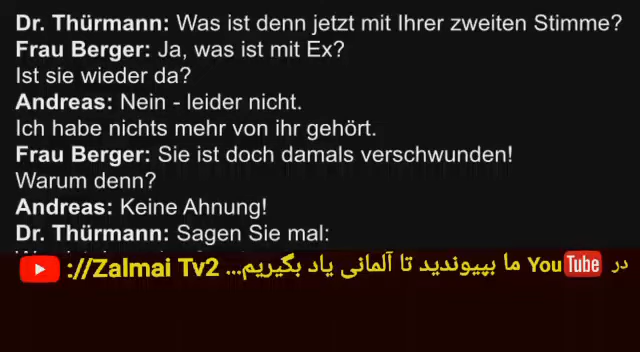 Dr. Thürmann: Was ist denn jetzt mit Ihrer zweiten Stimme?
Frau Berger: Ja, was ist mit Ex?
Ist sie wieder da?
Andreas: Nein - leider nicht.
Ich habe nichts mehr von ihr gehört.
Frau Berger: Sie ist doch damals verschwunden!
Warum denn?
Andreas: Keine Ahnung!
Dr. Thürmann: Sagen Sie mal:
در YouTube ما بپیوندید تا آلمانی یاد بگیریم... ://Zalmai Tv2